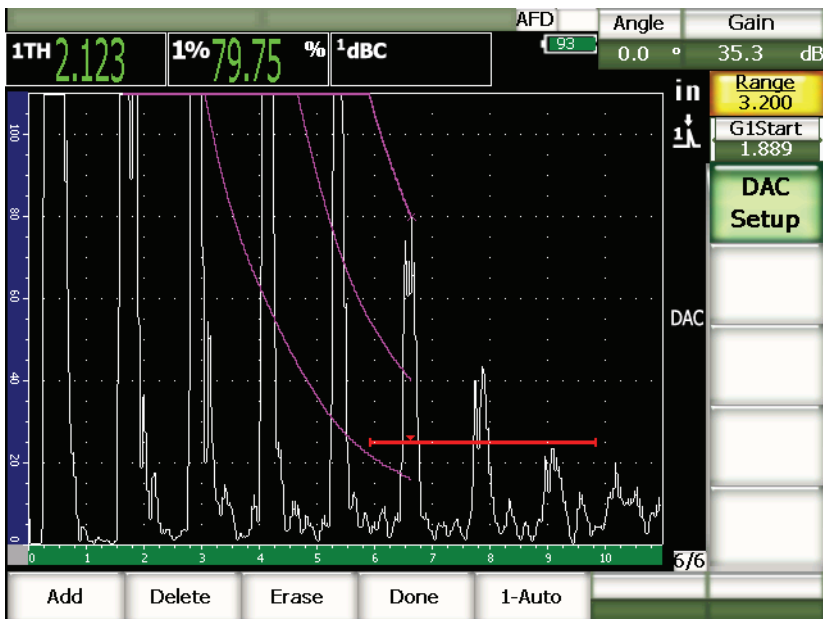 AFD
Angle Gain
1TH 2.123 1% 79.75 % ¹dBC 93 0.0 ° 35.3 dB
in
Range
3.200
1
G1Start
1.889
DAC
Setup
DAC
100
80
60
40
20
0
0 1 2 3 4 5 6 7 8 9 10
6/6
Add Delete Erase Done 1-Auto